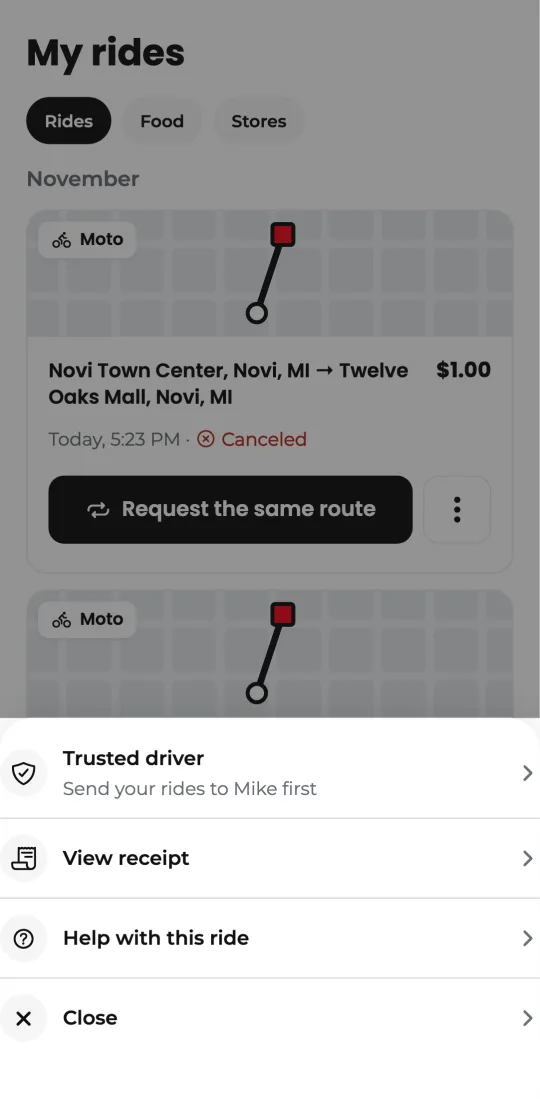 My rides
Rides
Food
Stores
November
Moto
Novi Town Center, Novi, MI → Twelve
Oaks Mall, Novi, MI
$1.00
Today, 5:23 PM · Canceled
Request the same route
Moto
Trusted driver
Send your rides to Mike first
View receipt
Help with this ride
Close